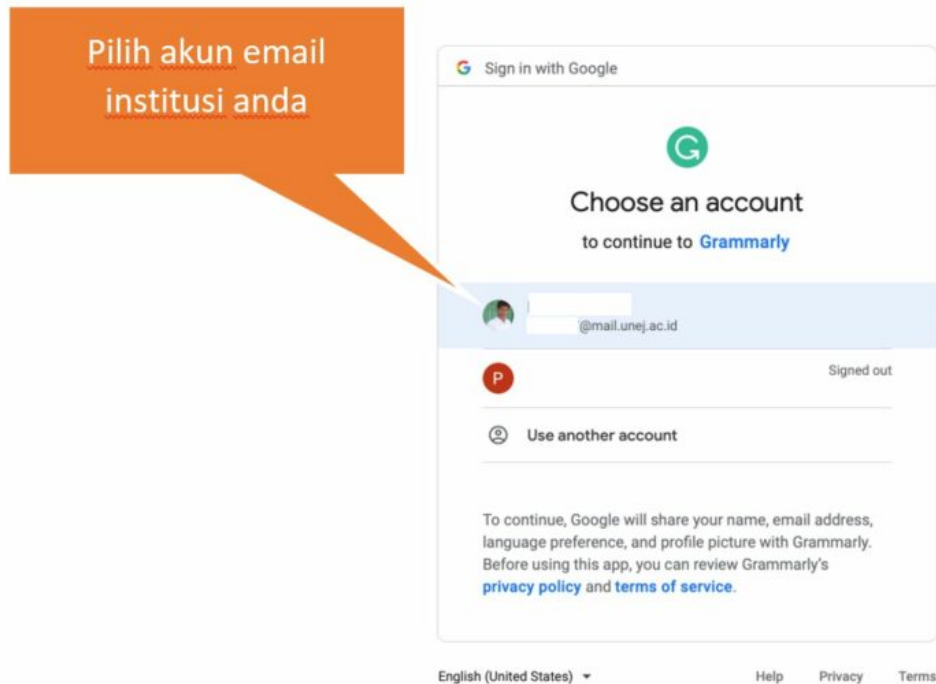 Pilih akun email
institusi anda
Sign in with Google
Choose an account
to continue to Grammarly
@mail.unej.ac.id
P
Signed out
Use another account
To continue, Google will share your name, email address,
language preference, and profile picture with Grammarly.
Before using this app, you can review Grammarly's
privacy policy and terms of service.
English (United States)
Help Privacy Terms